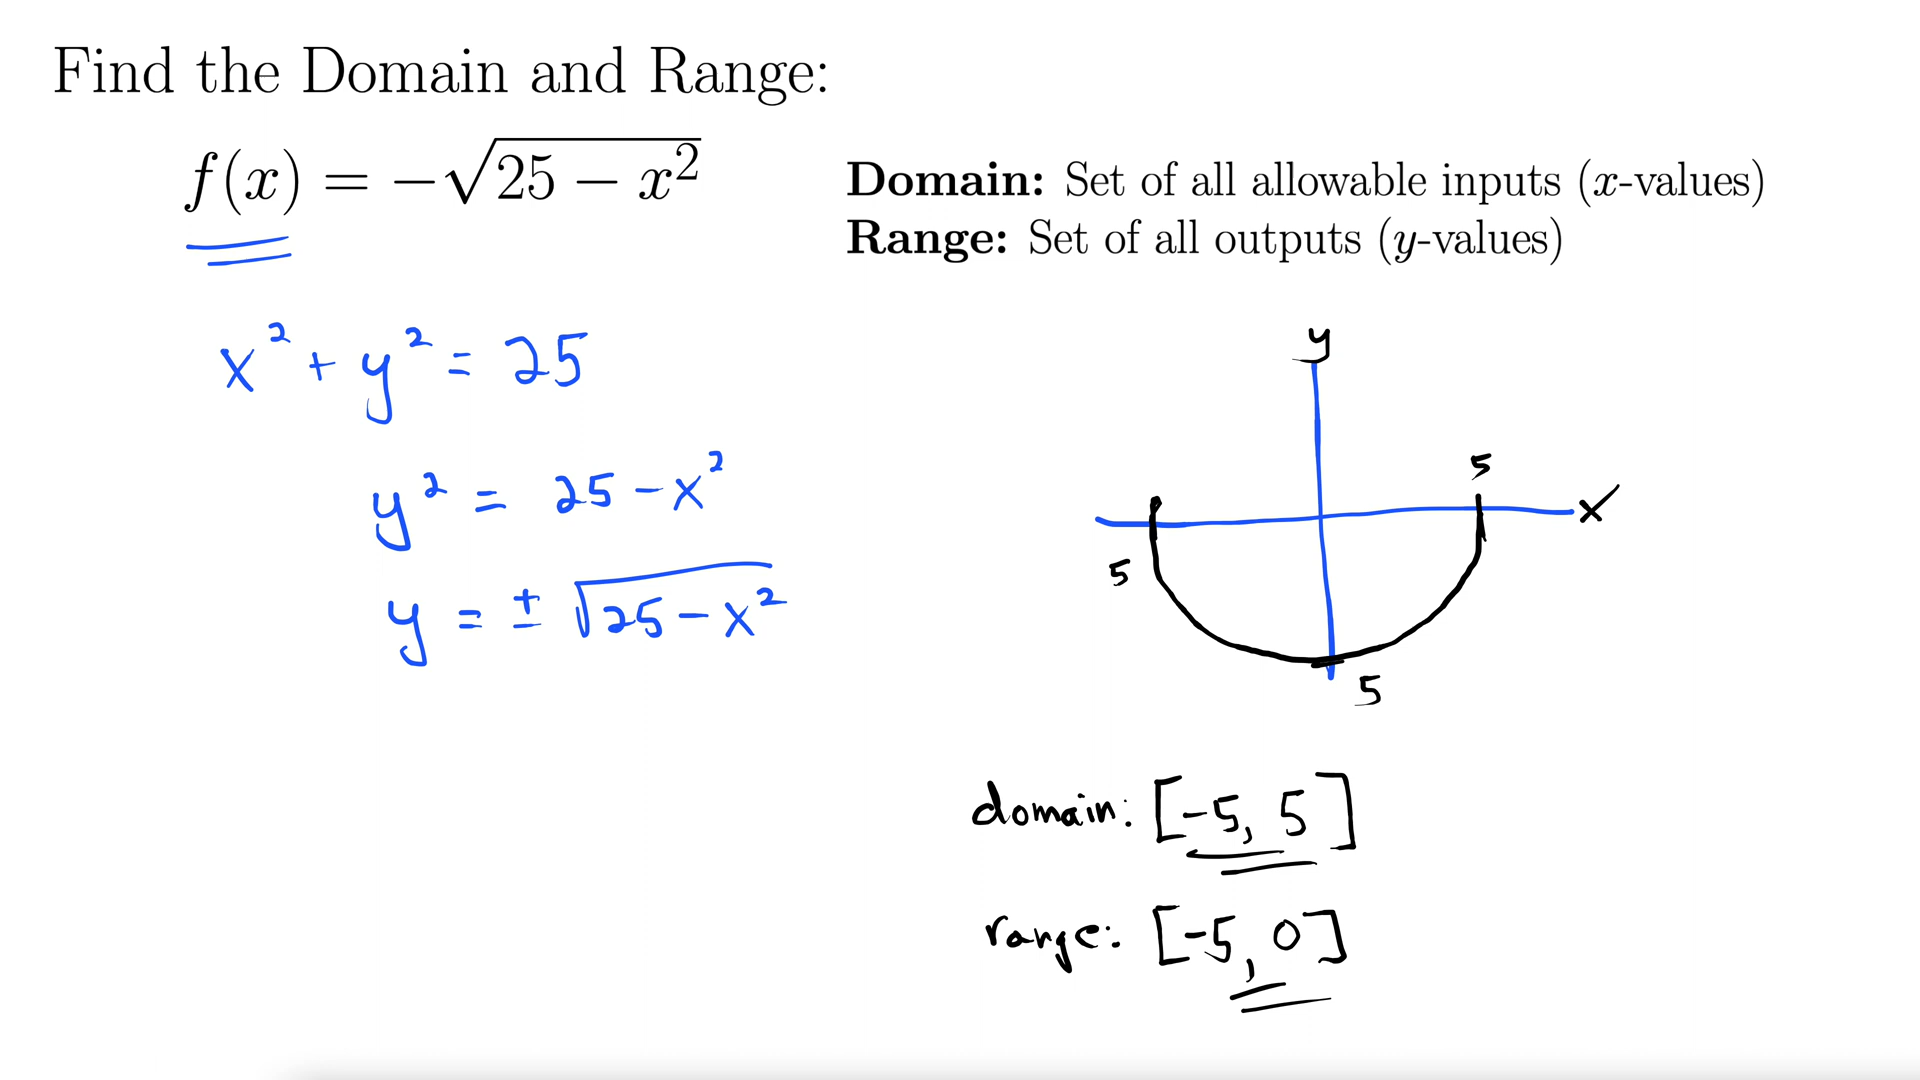 Find the Domain and Range:
f(x) = −√(25 − x²)
Domain: Set of all allowable inputs (x-values)
Range: Set of all outputs (y-values)
x² + y² = 25
y² = 25 − x²
y = ± √(25 − x²)
y
5
x
5
5
domain: [−5, 5]
range: [−5, 0]